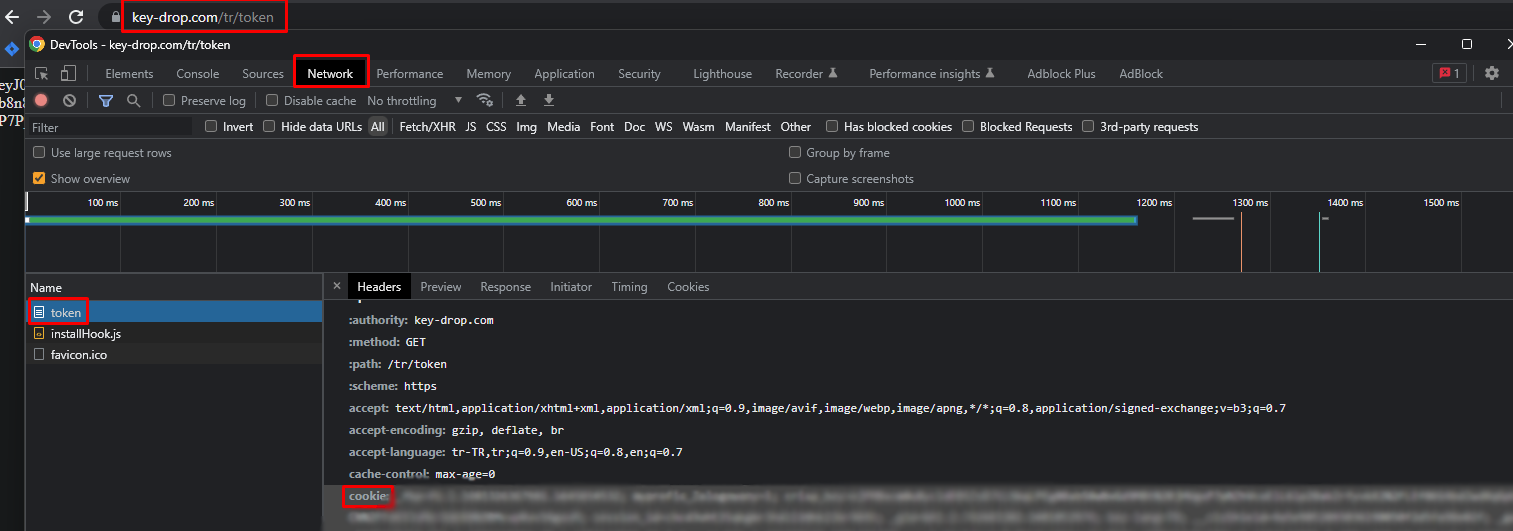 key-drop.com/tr/token
DevTools - key-drop.com/tr/token
Elements Console Sources Network Performance Memory Application Security Lighthouse Recorder Performance insights Adblock Plus AdBlock 1
eyJ0
b8n8
P7P
Preserve log Disable cache No throttling
Filter Invert Hide data URLs All Fetch/XHR JS CSS Img Media Font Doc WS Wasm Manifest Other Has blocked cookies Blocked Requests 3rd-party requests
Use large request rows Group by frame
Show overview Capture screenshots
100 ms 200 ms 300 ms 400 ms 500 ms 600 ms 700 ms 800 ms 900 ms 1000 ms 1100 ms 1200 ms 1300 ms 1400 ms 1500 ms
Name × Headers Preview Response Initiator Timing Cookies
token
installHook.js
favicon.ico
:authority: key-drop.com
:method: GET
:path: /tr/token
:scheme: https
accept: text/html,application/xhtml+xml,application/xml;q=0.9,image/avif,image/webp,image/apng,*/*;q=0.8,application/signed-exchange;v=b3;q=0.7
accept-encoding: gzip, deflate, br
accept-language: tr-TR,tr;q=0.9,en-US;q=0.8,en;q=0.7
cache-control: max-age=0
cookie: